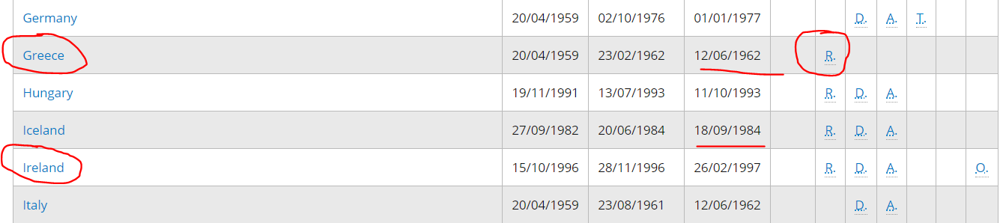 Germany 20/04/1959 02/10/1976 01/01/1977 D. A. T.
Greece 20/04/1959 23/02/1962 12/06/1962 R.
Hungary 19/11/1991 13/07/1993 11/10/1993 R. D. A.
Iceland 27/09/1982 20/06/1984 18/09/1984 R. D. A.
Ireland 15/10/1996 28/11/1996 26/02/1997 R. D. A. O.
Italy 20/04/1959 23/08/1961 12/06/1962 D. A.